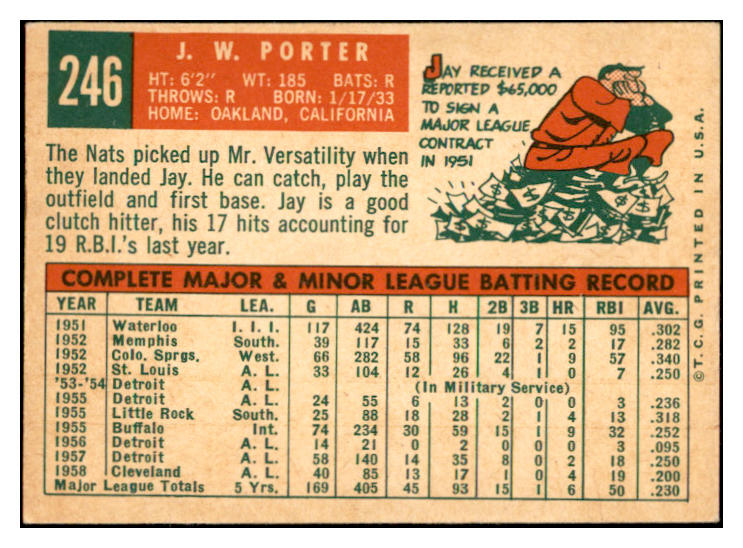 246
J. W. PORTER
HT: 6'2" WT: 185 BATS: R
THROWS: R BORN: 1/17/33
HOME: OAKLAND, CALIFORNIA
JAY RECEIVED A
REPORTED $65,000
TO SIGN A
MAJOR LEAGUE
CONTRACT
IN 1951
The Nats picked up Mr. Versatility when
they landed Jay. He can catch, play the
outfield and first base. Jay is a good
clutch hitter, his 17 hits accounting for
19 R.B.I.'s last year.
COMPLETE MAJOR & MINOR LEAGUE BATTING RECORD
YEAR TEAM LEA. G AB R H 2B 3B HR RBI AVG.
1951 Waterloo I. I. I. 117 424 74 128 19 7 15 95 .302
1952 Memphis South. 39 117 15 33 6 2 2 17 .282
1952 Colo. Sprgs. West. 66 282 58 96 22 1 9 57 .340
1952 St. Louis A. L. 33 104 12 26 4 1 0 7 .250
'53-'54 Detroit A. L. (In Military Service)
1955 Detroit A. L. 24 55 6 13 2 0 0 3 .236
1955 Little Rock South. 25 88 18 28 2 1 4 13 .318
1955 Buffalo Int. 74 234 30 59 15 1 9 32 .252
1956 Detroit A. L. 14 21 0 2 0 0 0 3 .095
1957 Detroit A. L. 58 140 14 35 8 0 2 18 .250
1958 Cleveland A. L. 40 85 13 17 1 0 4 19 .200
Major League Totals 5 Yrs. 169 405 45 93 15 1 6 50 .230
©T.C.G. PRINTED IN U.S.A.